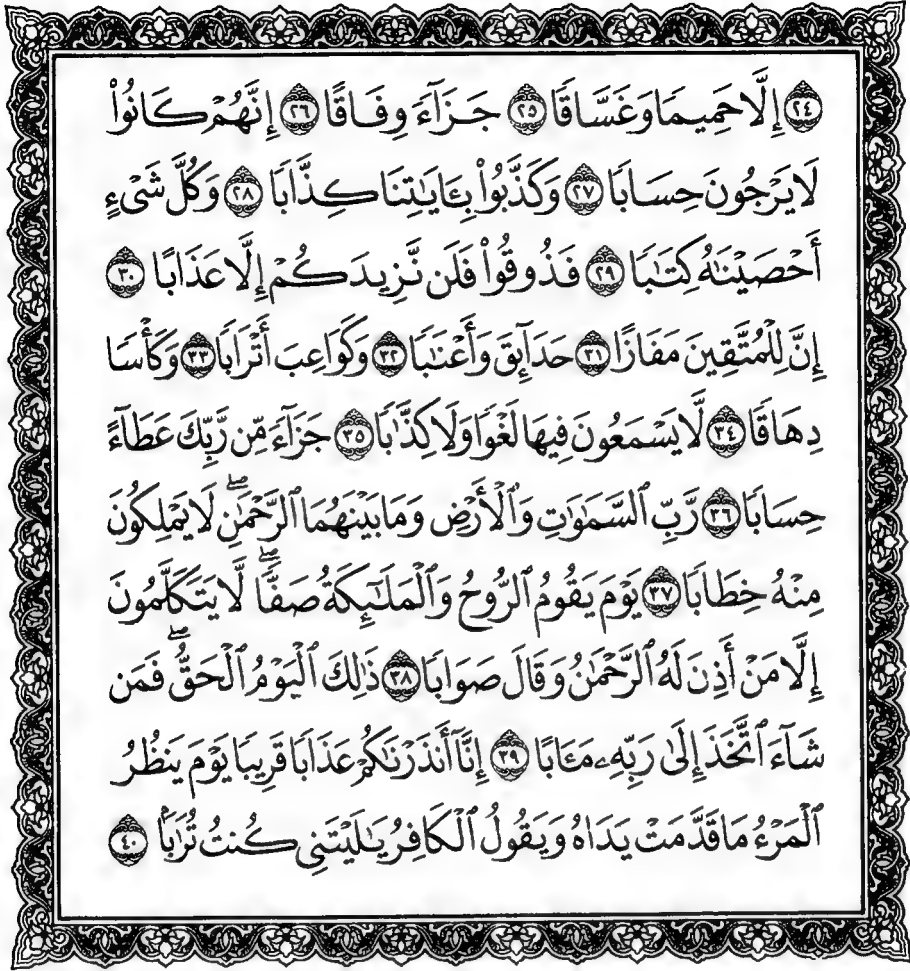 ﴿٢٤﴾ إِلَّا حَمِيمًا وَغَسَّاقًا ﴿٢٥﴾ جَزَآءً وِفَاقًا ﴿٢٦﴾ إِنَّهُمْ كَانُوا۟
لَا يَرْجُونَ حِسَابًا ﴿٢٧﴾ وَكَذَّبُوا۟ بِـَٔايَـٰتِنَا كِذَّابًا ﴿٢٨﴾ وَكُلَّ شَىْءٍ
أَحْصَيْنَـٰهُ كِتَـٰبًا ﴿٢٩﴾ فَذُوقُوا۟ فَلَن نَّزِيدَكُمْ إِلَّا عَذَابًا ﴿٣٠﴾
إِنَّ لِلْمُتَّقِينَ مَفَازًا ﴿٣١﴾ حَدَآئِقَ وَأَعْنَـٰبًا ﴿٣٢﴾ وَكَوَاعِبَ أَتْرَابًا ﴿٣٣﴾ وَكَأْسًا
دِهَاقًا ﴿٣٤﴾ لَّا يَسْمَعُونَ فِيهَا لَغْوًا وَلَا كِذَّٰبًا ﴿٣٥﴾ جَزَآءً مِّن رَّبِّكَ عَطَآءً
حِسَابًا ﴿٣٦﴾ رَّبِّ ٱلسَّمَـٰوَٰتِ وَٱلْأَرْضِ وَمَا بَيْنَهُمَا ٱلرَّحْمَـٰنِ ۖ لَا يَمْلِكُونَ
مِنْهُ خِطَابًا ﴿٣٧﴾ يَوْمَ يَقُومُ ٱلرُّوحُ وَٱلْمَلَـٰٓئِكَةُ صَفًّا ۖ لَّا يَتَكَلَّمُونَ
إِلَّا مَنْ أَذِنَ لَهُ ٱلرَّحْمَـٰنُ وَقَالَ صَوَابًا ﴿٣٨﴾ ذَٰلِكَ ٱلْيَوْمُ ٱلْحَقُّ ۖ فَمَن
شَآءَ ٱتَّخَذَ إِلَىٰ رَبِّهِۦ مَـَٔابًا ﴿٣٩﴾ إِنَّآ أَنذَرْنَـٰكُمْ عَذَابًا قَرِيبًا يَوْمَ يَنظُرُ
ٱلْمَرْءُ مَا قَدَّمَتْ يَدَاهُ وَيَقُولُ ٱلْكَافِرُ يَـٰلَيْتَنِى كُنتُ تُرَٰبًۢا ﴿٤٠﴾